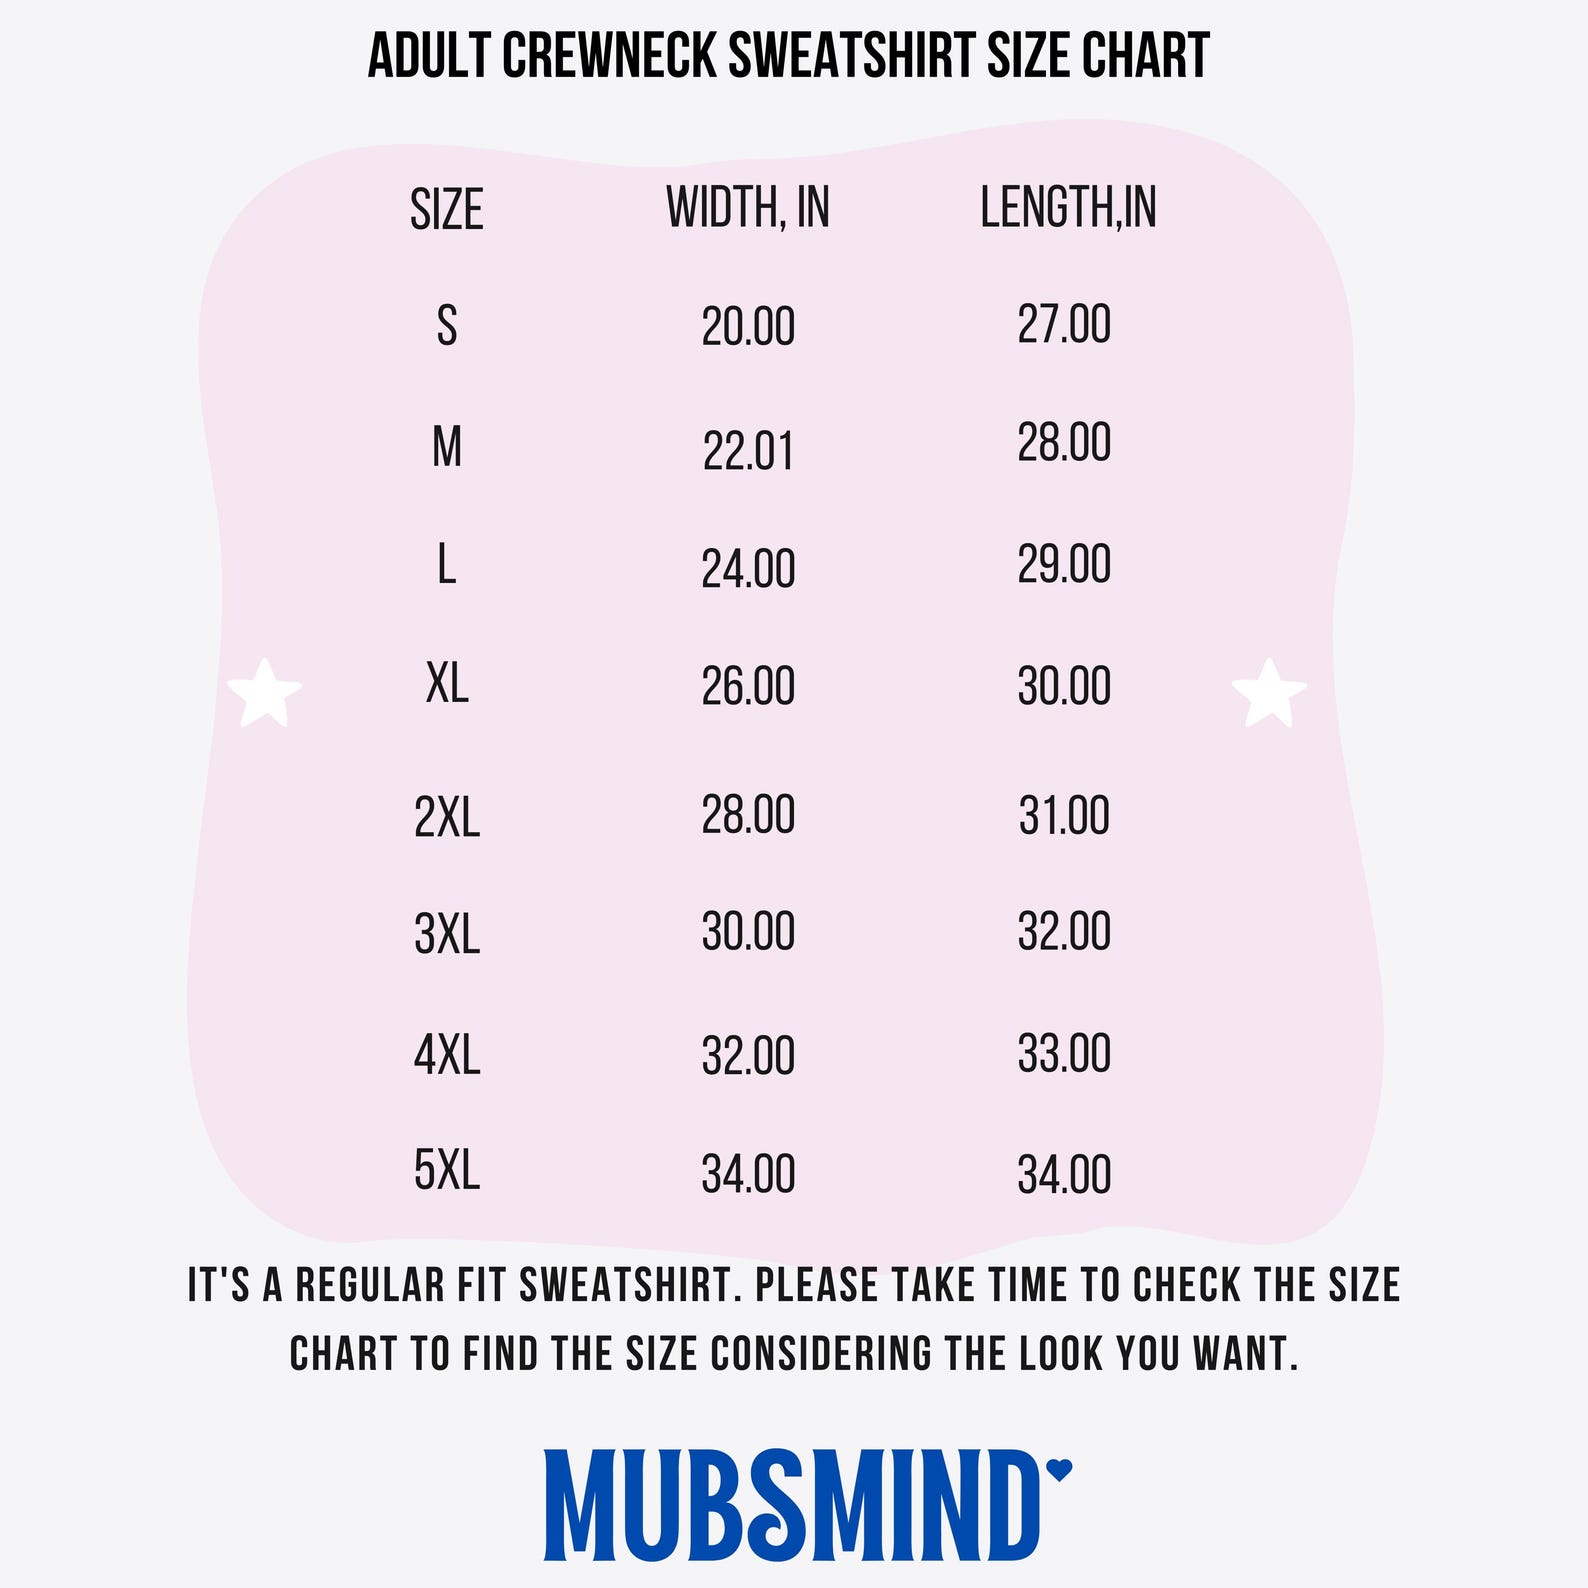 ADULT CREWNECK SWEATSHIRT SIZE CHART
SIZE WIDTH, IN LENGTH,IN
S 20.00 27.00
M 22.01 28.00
L 24.00 29.00
XL 26.00 30.00
2XL 28.00 31.00
3XL 30.00 32.00
4XL 32.00 33.00
5XL 34.00 34.00
IT'S A REGULAR FIT SWEATSHIRT. PLEASE TAKE TIME TO CHECK THE SIZE
CHART TO FIND THE SIZE CONSIDERING THE LOOK YOU WANT.
MUBSMIND